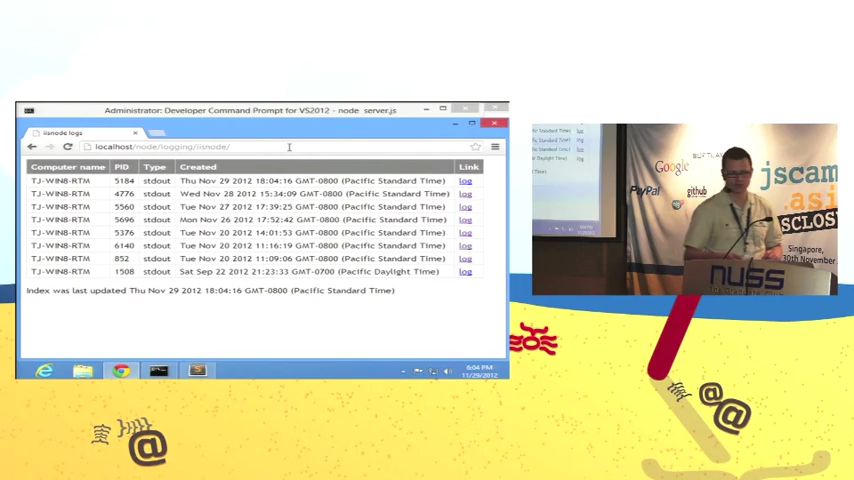 Administrator: Developer Command Prompt for VS2012 - node server.js
iisnode logs
localhost/node/logging/iisnode/
Computer name PID Type Created Link
TJ-WIN8-RTM 5184 stdout Thu Nov 29 2012 18:04:16 GMT-0800 (Pacific Standard Time) log
TJ-WIN8-RTM 4776 stdout Wed Nov 28 2012 15:34:09 GMT-0800 (Pacific Standard Time) log
TJ-WIN8-RTM 5560 stdout Tue Nov 27 2012 17:39:25 GMT-0800 (Pacific Standard Time) log
TJ-WIN8-RTM 5696 stdout Mon Nov 26 2012 17:52:42 GMT-0800 (Pacific Standard Time) log
TJ-WIN8-RTM 5376 stdout Tue Nov 20 2012 14:01:53 GMT-0800 (Pacific Standard Time) log
TJ-WIN8-RTM 6140 stdout Tue Nov 20 2012 11:16:19 GMT-0800 (Pacific Standard Time) log
TJ-WIN8-RTM 852 stdout Tue Nov 20 2012 11:09:06 GMT-0800 (Pacific Standard Time) log
TJ-WIN8-RTM 1508 stdout Sat Sep 22 2012 21:23:33 GMT-0700 (Pacific Daylight Time) log
Index was last updated Thu Nov 29 2012 18:04:16 GMT-0800 (Pacific Standard Time)
6:04 PM
11/29/2012
Google
PayPal
github
jscam
.asi
SCLOS
Singapore,
30th November
NUSS
@
@
@